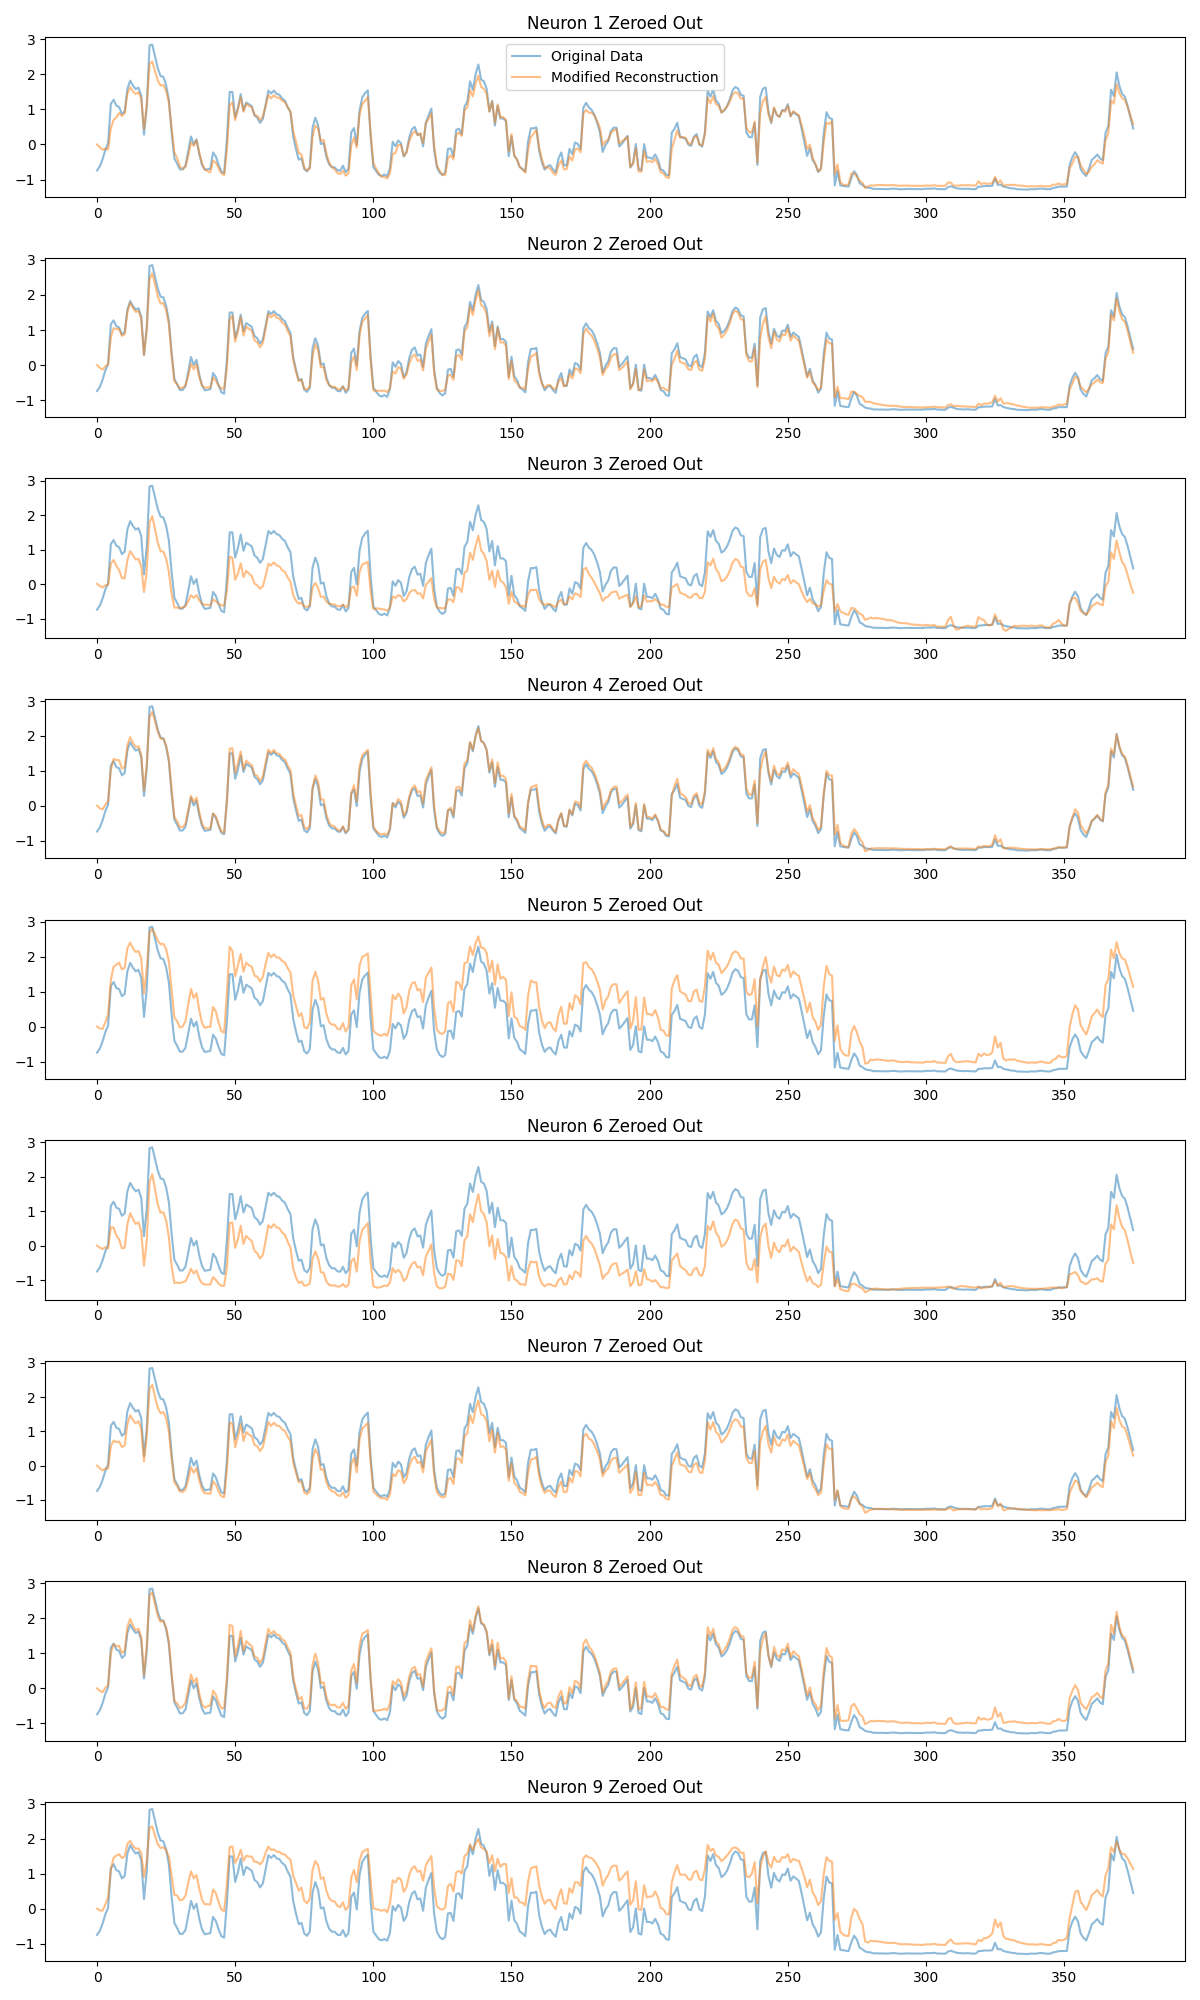 Neuron 1 Zeroed Out
Original Data
Modified Reconstruction
3
2
1
0
−1
0 50 100 150 200 250 300 350
Neuron 2 Zeroed Out
3
2
1
0
−1
0 50 100 150 200 250 300 350
Neuron 3 Zeroed Out
3
2
1
0
−1
0 50 100 150 200 250 300 350
Neuron 4 Zeroed Out
3
2
1
0
−1
0 50 100 150 200 250 300 350
Neuron 5 Zeroed Out
3
2
1
0
−1
0 50 100 150 200 250 300 350
Neuron 6 Zeroed Out
3
2
1
0
−1
0 50 100 150 200 250 300 350
Neuron 7 Zeroed Out
3
2
1
0
−1
0 50 100 150 200 250 300 350
Neuron 8 Zeroed Out
3
2
1
0
−1
0 50 100 150 200 250 300 350
Neuron 9 Zeroed Out
3
2
1
0
−1
0 50 100 150 200 250 300 350